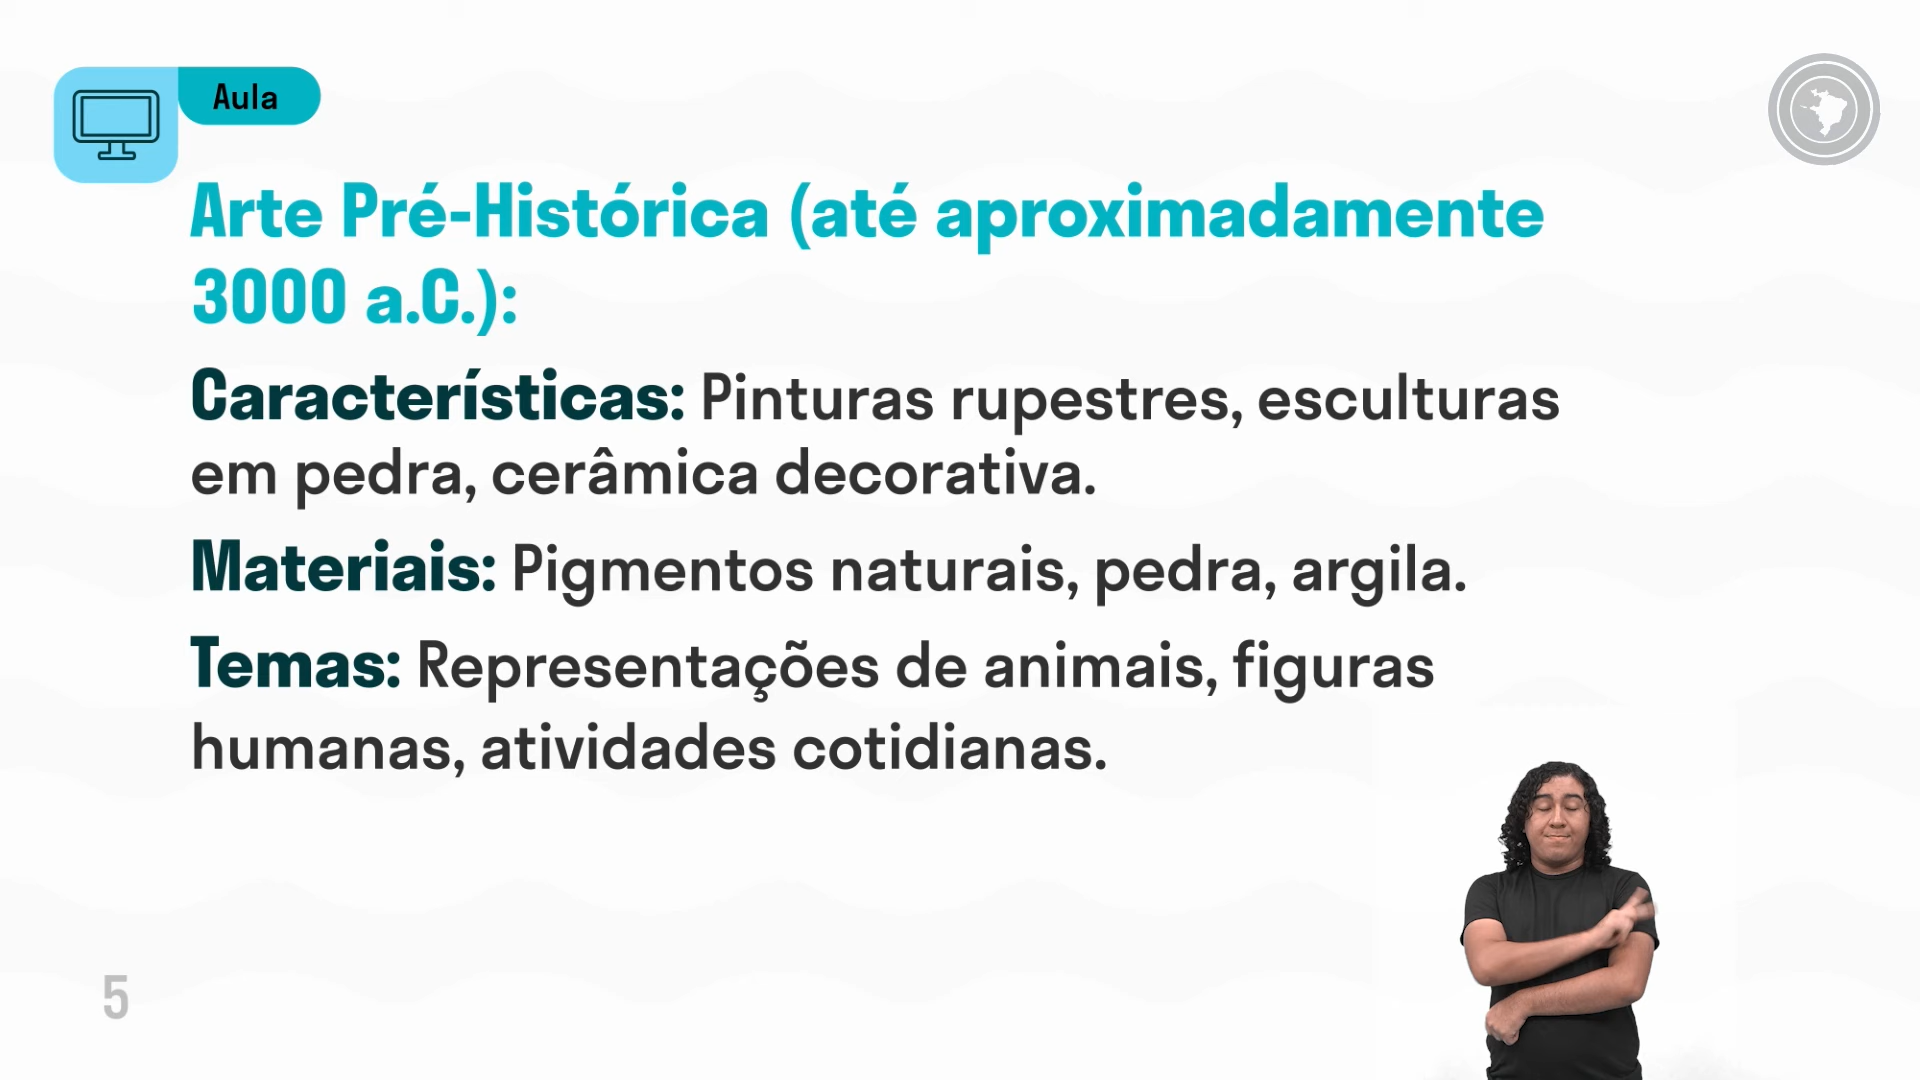 Aula
Arte Pré-Histórica (até aproximadamente
3000 a.C.):
Características: Pinturas rupestres, esculturas
em pedra, cerâmica decorativa.
Materiais: Pigmentos naturais, pedra, argila.
Temas: Representações de animais, figuras
humanas, atividades cotidianas.
5